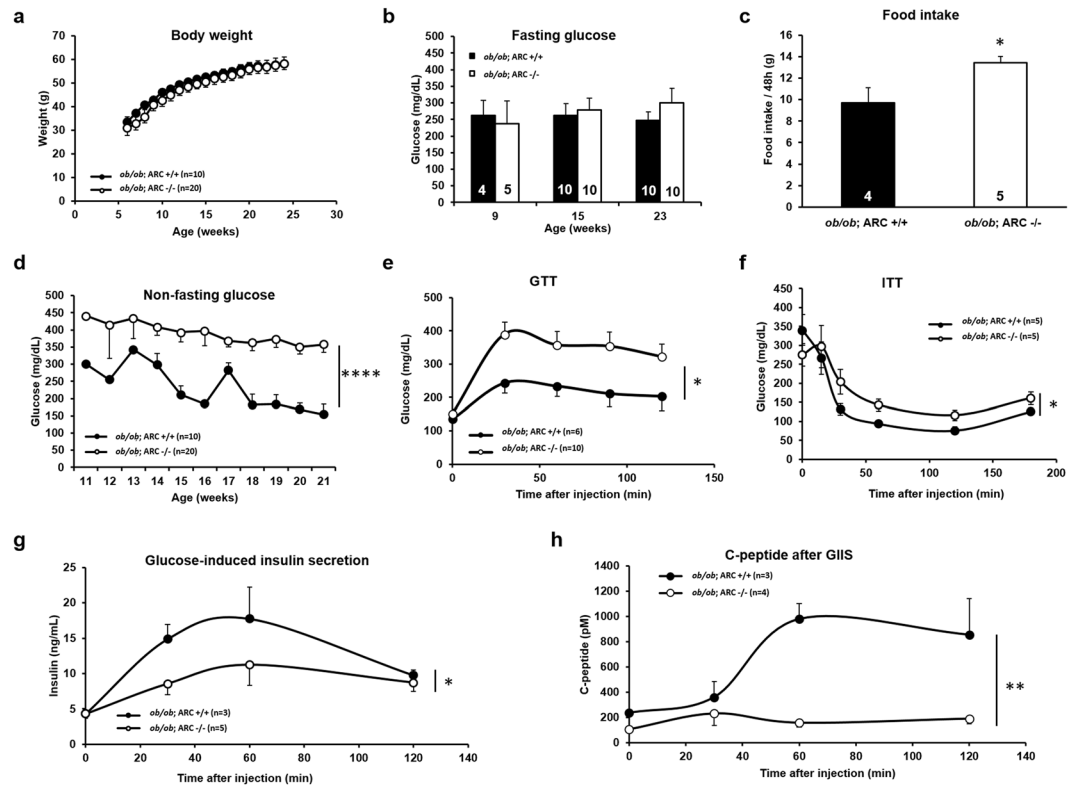 a
Body weight
Weight (g)
70
60
50
40
30
20
10
0
ob/ob; ARC +/+ (n=10)
ob/ob; ARC -/- (n=20)
0 5 10 15 20 25 30
Age (weeks)
b
Fasting glucose
Glucose (mg/dL)
500
450
400
350
300
250
200
150
100
50
0
ob/ob; ARC +/+
ob/ob; ARC -/-
4 5 10 10 10 10
9 15 23
Age (weeks)
c
Food intake
Food intake / 48h (g)
16
14
12
10
8
6
4
2
0
*
4 5
ob/ob; ARC +/+ ob/ob; ARC -/-
d
Non-fasting glucose
Glucose (mg/dL)
500
450
400
350
300
250
200
150
100
50
0
****
ob/ob; ARC +/+ (n=10)
ob/ob; ARC -/- (n=20)
11 12 13 14 15 16 17 18 19 20 21
Age (weeks)
e
GTT
Glucose (mg/dL)
500
400
300
200
100
0
*
ob/ob; ARC +/+ (n=6)
ob/ob; ARC -/- (n=10)
0 50 100 150
Time after injection (min)
f
ITT
Glucose mg/dL)
450
400
350
300
250
200
150
100
50
0
ob/ob; ARC +/+ (n=5)
ob/ob; ARC -/- (n=5)
*
0 50 100 150 200
Time after injection (min)
g
Glucose-induced insulin secretion
Insulin (ng/mL)
25
20
15
10
5
0
*
ob/ob; ARC +/+ (n=3)
ob/ob; ARC -/- (n=5)
0 20 40 60 80 100 120 140
Time after injection (min)
h
C-peptide after GIIS
C-peptide (pM)
1400
1200
1000
800
600
400
200
0
ob/ob; ARC +/+ (n=3)
ob/ob; ARC -/- (n=4)
**
0 20 40 60 80 100 120 140
Time after injection (min)